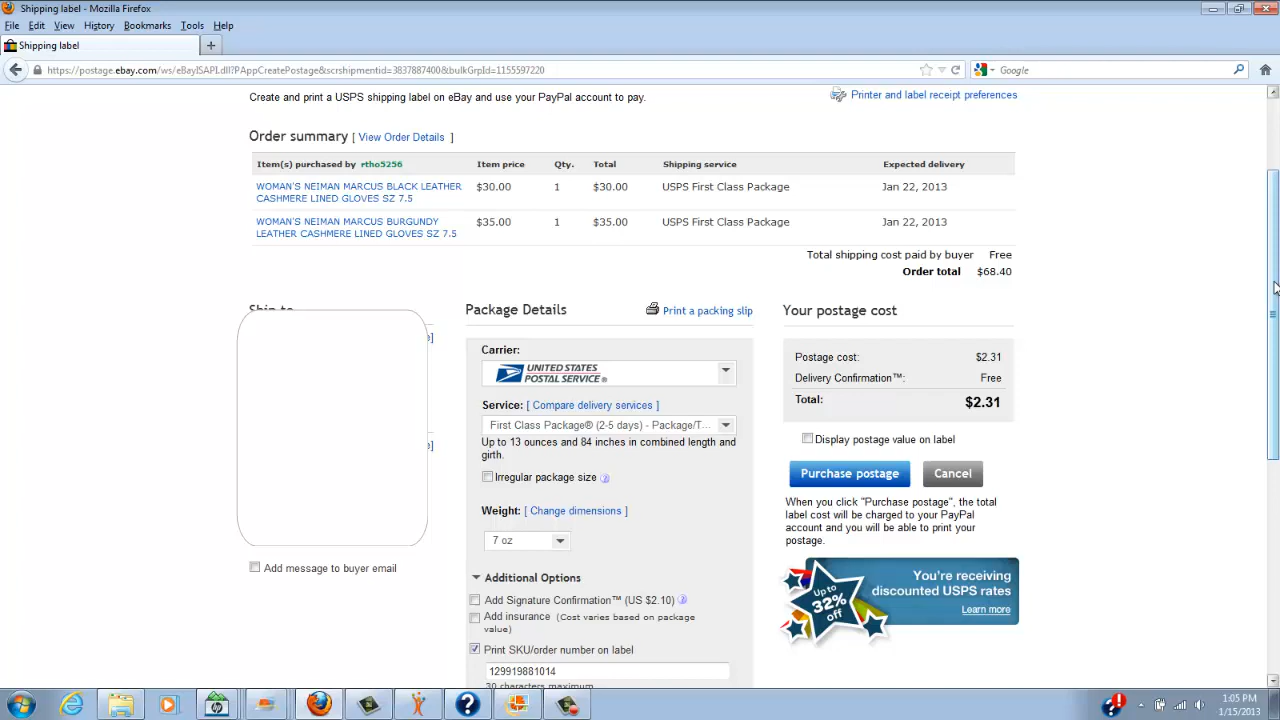 Shipping label - Mozilla Firefox
File Edit View History Bookmarks Tools Help
Shipping label
https://postage.ebay.com/ws/eBayISAPI.dll?PAppCreatePostage&scrshipmentid=3837887400&bulkGrpId=1155597220
Google
Create and print a USPS shipping label on eBay and use your PayPal account to pay.
Printer and label receipt preferences
Order summary [ View Order Details ]
Item(s) purchased by rtho5256 Item price Qty. Total Shipping service Expected delivery
WOMAN'S NEIMAN MARCUS BLACK LEATHER
CASHMERE LINED GLOVES SZ 7.5
$30.00 1 $30.00 USPS First Class Package Jan 22, 2013
WOMAN'S NEIMAN MARCUS BURGUNDY
LEATHER CASHMERE LINED GLOVES SZ 7.5
$35.00 1 $35.00 USPS First Class Package Jan 22, 2013
Total shipping cost paid by buyer Free
Order total $68.40
Ship to
Add message to buyer email
Package Details
Print a packing slip
Carrier:
UNITED STATES
POSTAL SERVICE®
Service: [ Compare delivery services ]
First Class Package® (2-5 days) - Package/T...
Up to 13 ounces and 84 inches in combined length and
girth.
Irregular package size
Weight: [ Change dimensions ]
7 oz
Additional Options
Add Signature Confirmation™ (US $2.10)
Add insurance (Cost varies based on package
value)
Print SKU/order number on label
129919881014
30 characters maximum
Your postage cost
Postage cost: $2.31
Delivery Confirmation™: Free
Total: $2.31
Display postage value on label
Purchase postage Cancel
When you click "Purchase postage", the total
label cost will be charged to your PayPal
account and you will be able to print your
postage.
Up to
32%
off
You're receiving
discounted USPS rates
Learn more
1:05 PM
1/15/2013